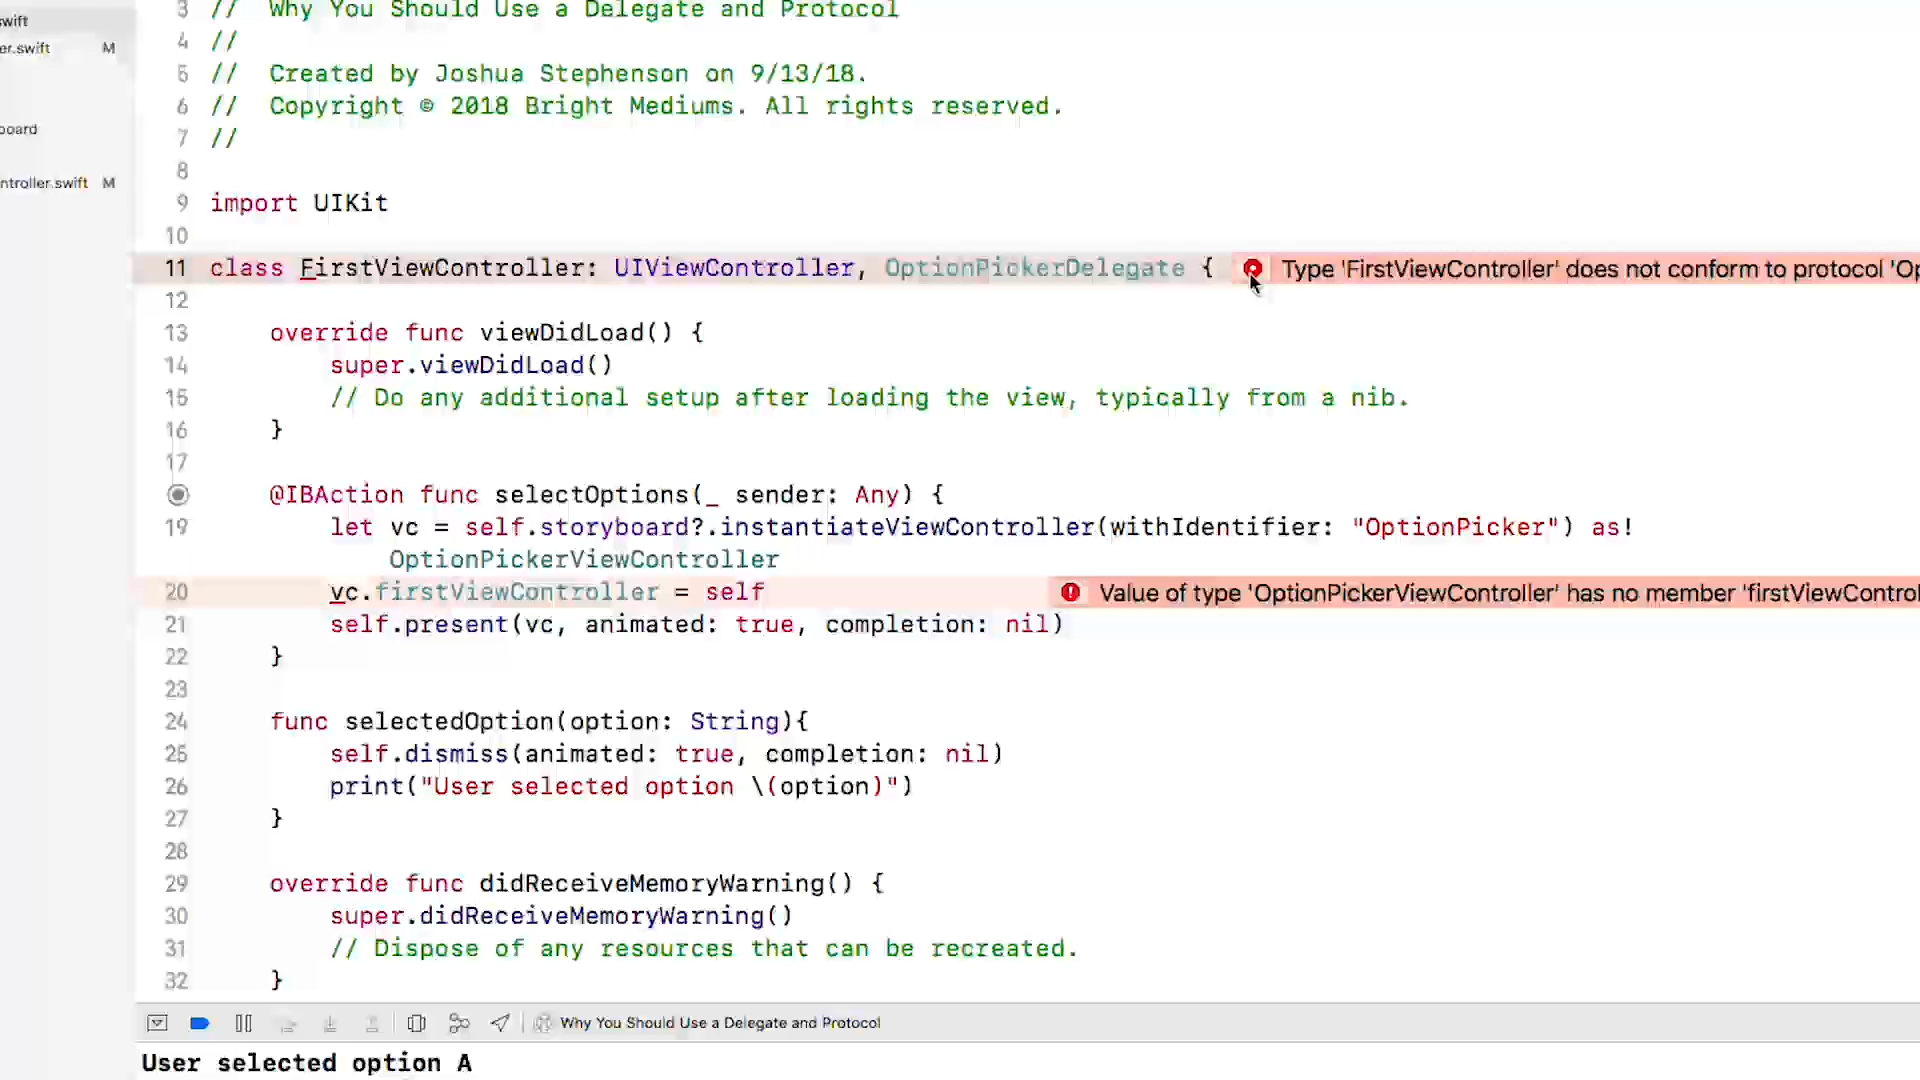 swift
3 // Why You Should Use a Delegate and Protocol
er.swift M
4 //
5 // Created by Joshua Stephenson on 9/13/18.
6 // Copyright © 2018 Bright Mediums. All rights reserved.
board
7 //
8
ntroller.swift M
9 import UIKit
10
11 class FirstViewController: UIViewController, OptionPickerDelegate { Type 'FirstViewController' does not conform to protocol 'Op
12
13 override func viewDidLoad() {
14 super.viewDidLoad()
15 // Do any additional setup after loading the view, typically from a nib.
16 }
17
@IBAction func selectOptions(_ sender: Any) {
19 let vc = self.storyboard?.instantiateViewController(withIdentifier: "OptionPicker") as!
OptionPickerViewController
20 vc.firstViewController = self Value of type 'OptionPickerViewController' has no member 'firstViewControl
21 self.present(vc, animated: true, completion: nil)
22 }
23
24 func selectedOption(option: String){
25 self.dismiss(animated: true, completion: nil)
26 print("User selected option \(option)")
27 }
28
29 override func didReceiveMemoryWarning() {
30 super.didReceiveMemoryWarning()
31 // Dispose of any resources that can be recreated.
32 }
Why You Should Use a Delegate and Protocol
User selected option A